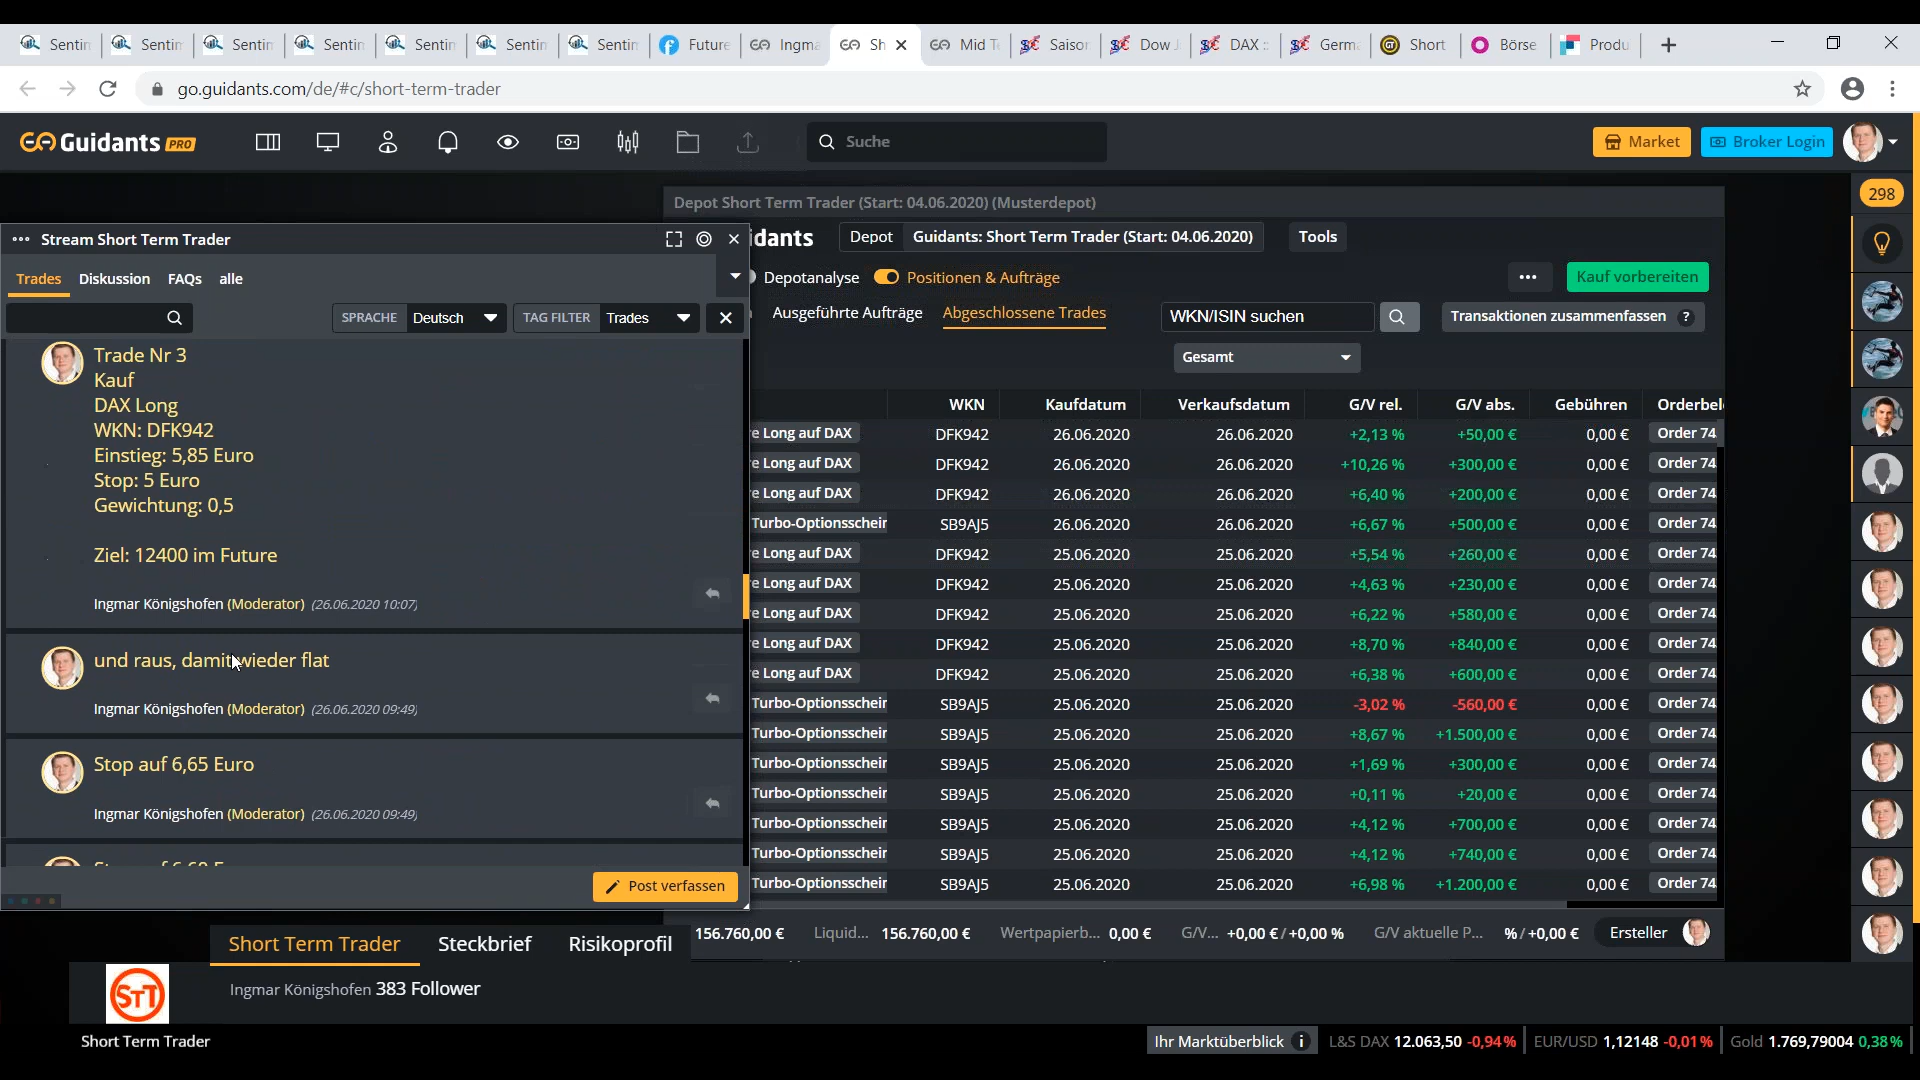 Sentin
Sentin
Sentin
Sentin
Sentin
Sentin
Sentin
Future
Ingma
Sh
Mid Te
Saison
Dow J
DAX :
Germa
Short
Börse
Produ
go.guidants.com/de/#c/short-term-trader
Guidants PRO
Suche
Market
Broker Login
298
Depot Short Term Trader (Start: 04.06.2020) (Musterdepot)
idants
Depot
Guidants: Short Term Trader (Start: 04.06.2020)
Tools
Depotanalyse
Positionen & Aufträge
Kauf vorbereiten
Ausgeführte Aufträge
Abgeschlossene Trades
WKN/ISIN suchen
Transaktionen zusammenfassen ?
Gesamt
Stream Short Term Trader
Trades
Diskussion
FAQs
alle
SPRACHE
Deutsch
TAG FILTER
Trades
Trade Nr 3
Kauf
DAX Long
WKN: DFK942
Einstieg: 5,85 Euro
Stop: 5 Euro
Gewichtung: 0,5
Ziel: 12400 im Future
Ingmar Königshofen (Moderator) (26.06.2020 10:07)
und raus, damit wieder flat
Ingmar Königshofen (Moderator) (26.06.2020 09:49)
Stop auf 6,65 Euro
Ingmar Königshofen (Moderator) (26.06.2020 09:49)
Post verfassen
WKN Kaufdatum Verkaufsdatum G/V rel. G/V abs. Gebühren Orderbel
e Long auf DAX DFK942 26.06.2020 26.06.2020 +2,13 % +50,00 € 0,00 € Order 74
e Long auf DAX DFK942 26.06.2020 26.06.2020 +10,26 % +300,00 € 0,00 € Order 74
e Long auf DAX DFK942 26.06.2020 26.06.2020 +6,40 % +200,00 € 0,00 € Order 74
Turbo-Optionsschein SB9AJ5 26.06.2020 26.06.2020 +6,67 % +500,00 € 0,00 € Order 74
e Long auf DAX DFK942 25.06.2020 25.06.2020 +5,54 % +260,00 € 0,00 € Order 74
e Long auf DAX DFK942 25.06.2020 25.06.2020 +4,63 % +230,00 € 0,00 € Order 74
e Long auf DAX DFK942 25.06.2020 25.06.2020 +6,22 % +580,00 € 0,00 € Order 74
e Long auf DAX DFK942 25.06.2020 25.06.2020 +8,70 % +840,00 € 0,00 € Order 74
e Long auf DAX DFK942 25.06.2020 25.06.2020 +6,38 % +600,00 € 0,00 € Order 74
Turbo-Optionsschein SB9AJ5 25.06.2020 25.06.2020 -3,02 % -560,00 € 0,00 € Order 74
Turbo-Optionsschein SB9AJ5 25.06.2020 25.06.2020 +8,67 % +1.500,00 € 0,00 € Order 74
Turbo-Optionsschein SB9AJ5 25.06.2020 25.06.2020 +1,69 % +300,00 € 0,00 € Order 74
Turbo-Optionsschein SB9AJ5 25.06.2020 25.06.2020 +0,11 % +20,00 € 0,00 € Order 74
Turbo-Optionsschein SB9AJ5 25.06.2020 25.06.2020 +4,12 % +700,00 € 0,00 € Order 74
Turbo-Optionsschein SB9AJ5 25.06.2020 25.06.2020 +4,12 % +740,00 € 0,00 € Order 74
Turbo-Optionsschein SB9AJ5 25.06.2020 25.06.2020 +6,98 % +1.200,00 € 0,00 € Order 74
156.760,00 € Liquid... 156.760,00 € Wertpapierb... 0,00 € G/V... +0,00 € / +0,00 % G/V aktuelle P... % / +0,00 € Ersteller
Short Term Trader
Steckbrief
Risikoprofil
STT
Ingmar Königshofen 383 Follower
Short Term Trader
Ihr Marktüberblick i
L&S DAX 12.063,50 -0,94%
EUR/USD 1,12148 -0,01%
Gold 1.769,79004 0,38%